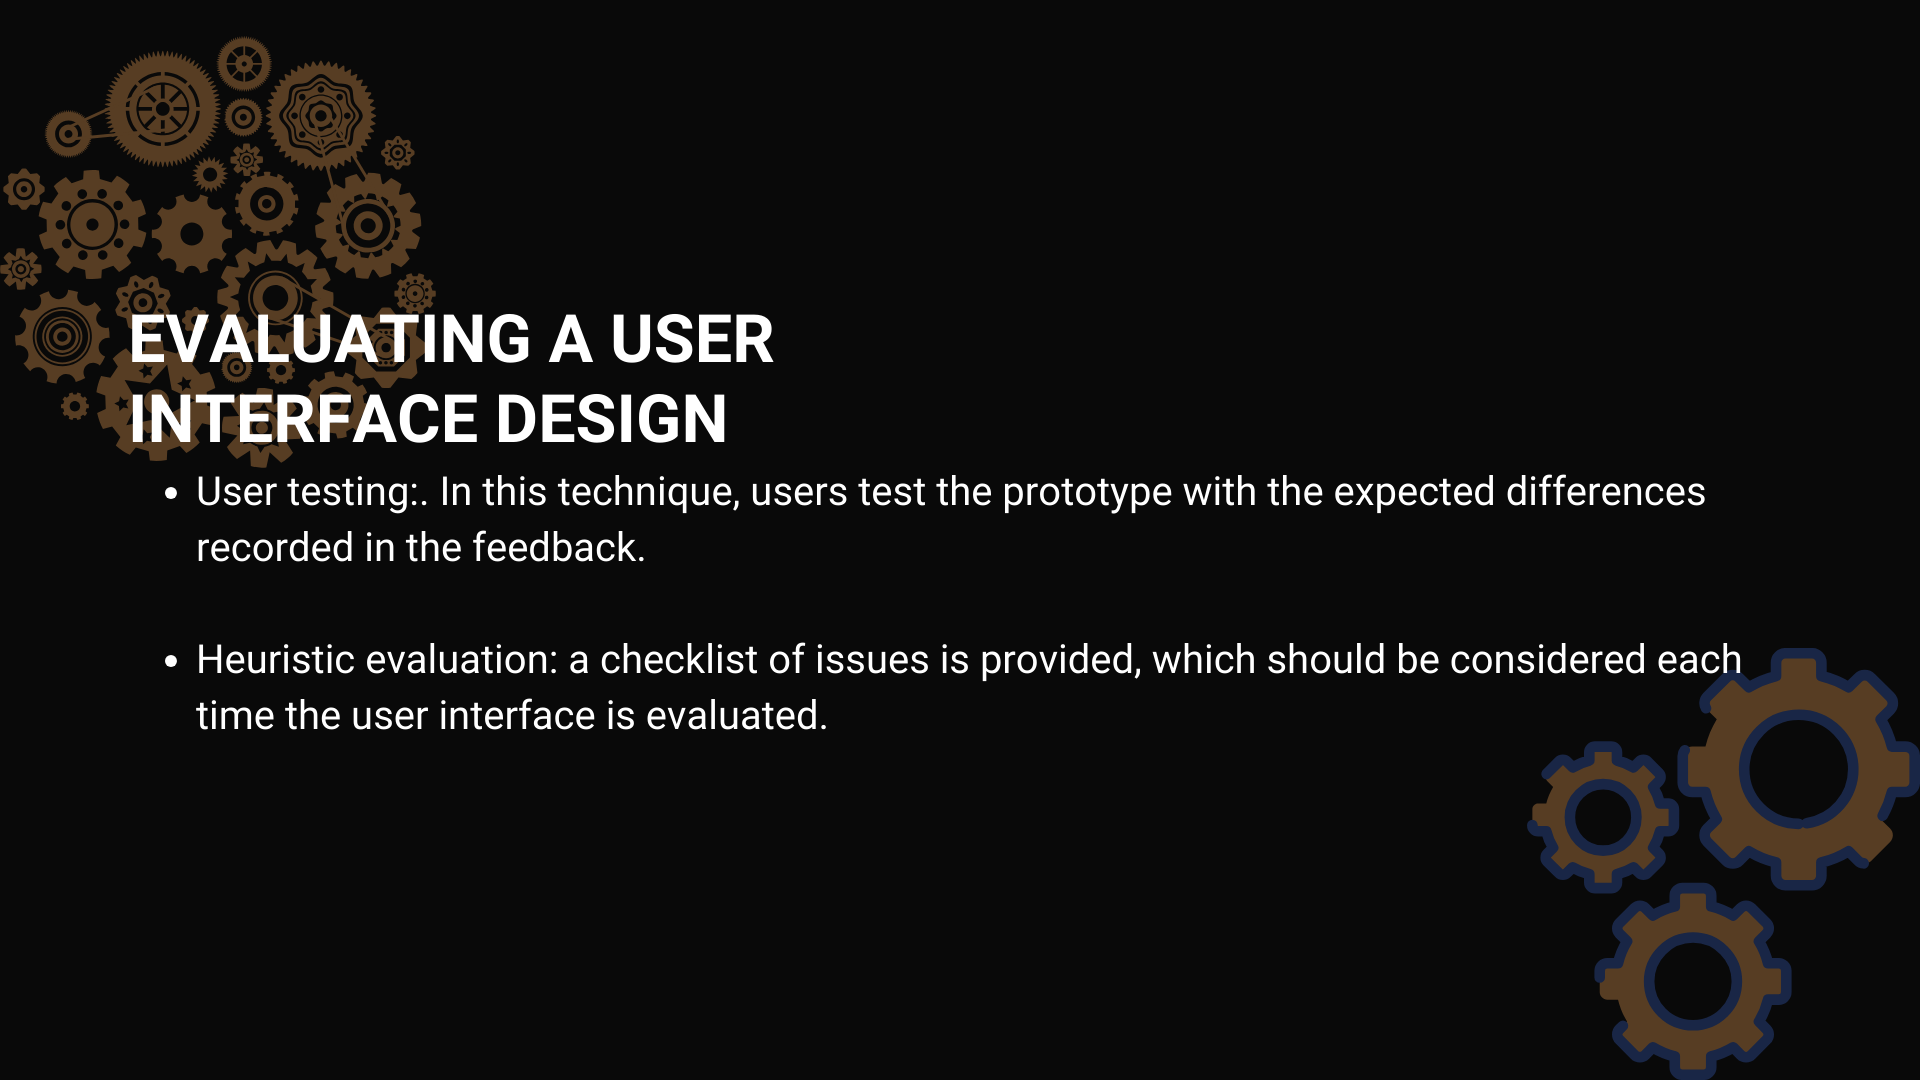 EVALUATING A USER
INTERFACE DESIGN
• User testing:. In this technique, users test the prototype with the expected differences
recorded in the feedback.
• Heuristic evaluation: a checklist of issues is provided, which should be considered each
time the user interface is evaluated.